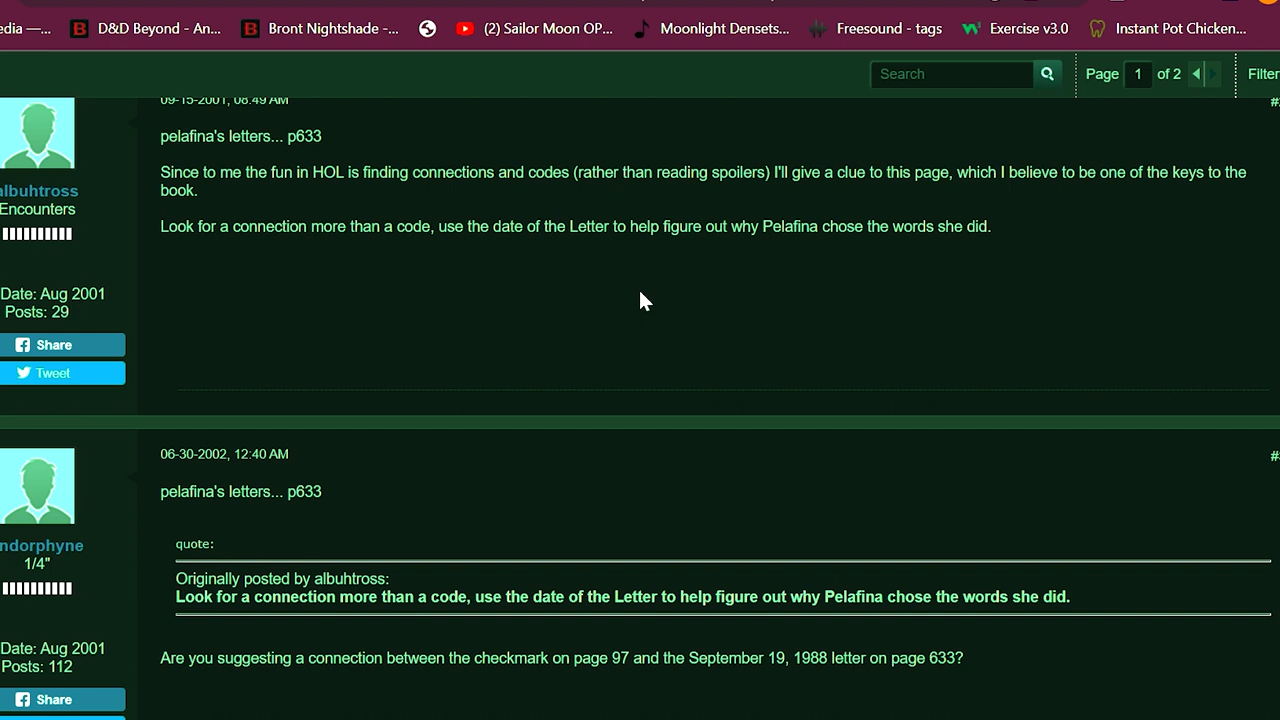 edia —... D&D Beyond - An... Bront Nightshade -... (2) Sailor Moon OP... Moonlight Densets... Freesound - tags Exercise v3.0 Instant Pot Chicken...
Search Page 1 of 2 Filter
09-15-2001, 08:49 AM #
albuhtross
Encounters
Date: Aug 2001
Posts: 29
Share
Tweet
pelafina's letters... p633
Since to me the fun in HOL is finding connections and codes (rather than reading spoilers) I'll give a clue to this page, which I believe to be one of the keys to the
book.
Look for a connection more than a code, use the date of the Letter to help figure out why Pelafina chose the words she did.
06-30-2002, 12:40 AM #
ndorphyne
1/4"
Date: Aug 2001
Posts: 112
Share
pelafina's letters... p633
quote:
Originally posted by albuhtross:
Look for a connection more than a code, use the date of the Letter to help figure out why Pelafina chose the words she did.
Are you suggesting a connection between the checkmark on page 97 and the September 19, 1988 letter on page 633?